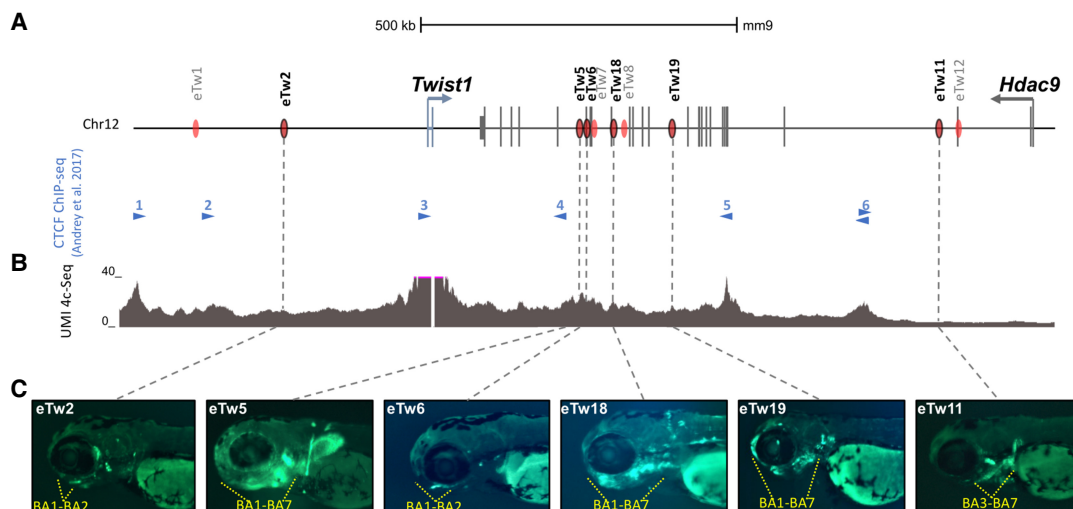 A
500 kb
mm9
eTw1
eTw2
Twist1
eTw5
eTw6
eTw7
eTw18
eTw8
eTw19
eTw11
eTw12
Hdac9
Chr12
CTCF ChIP-seq
(Andrey et al. 2017)
1
2
3
4
5
6
B
UMI 4c-Seq
40_
0_
C
eTw2
BA1-BA2
eTw5
BA1-BA7
eTw6
BA1-BA2
eTw18
BA1-BA7
eTw19
BA1-BA7
eTw11
BA3-BA7